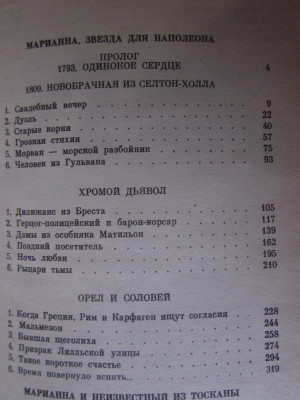 МАРИАННА. ЗВЕЗДА ДЛЯ НАПОЛЕОНА
ПРОЛОГ
1793. ОДИНОКОЕ СЕРДЦЕ 4
1809. НОВОБРАЧНАЯ ИЗ СЕЛТОН-ХОЛЛА
1. Свадебный вечер 9
2. Дуэль 22
3. Старые корни 40
4. Грозная стихия 57
5. Морван — морской разбойник 75
6. Человек из Гульвана 93
ХРОМОЙ ДЬЯВОЛ
1. Дилижанс из Бреста 105
2. Герцог-полицейский и барон-корсар 117
3. Дамы из особняка Матильон 139
4. Поздний посетитель 162
5. Ночь любви 195
6. Рыцари тьмы 210
ОРЕЛ И СОЛОВЕЙ
1. Когда Греция, Рим и Карфаген ищут согласия 228
2. Мальмезон 244
3. Бывшая щеголиха 258
4. Призрак Лилльской улицы 274
5. Такое короткое счастье 294
6. Время повернуло вспять... 319
МАРИАННА И НЕИЗВЕСТНЫЙ ИЗ ТОСКАНЫ